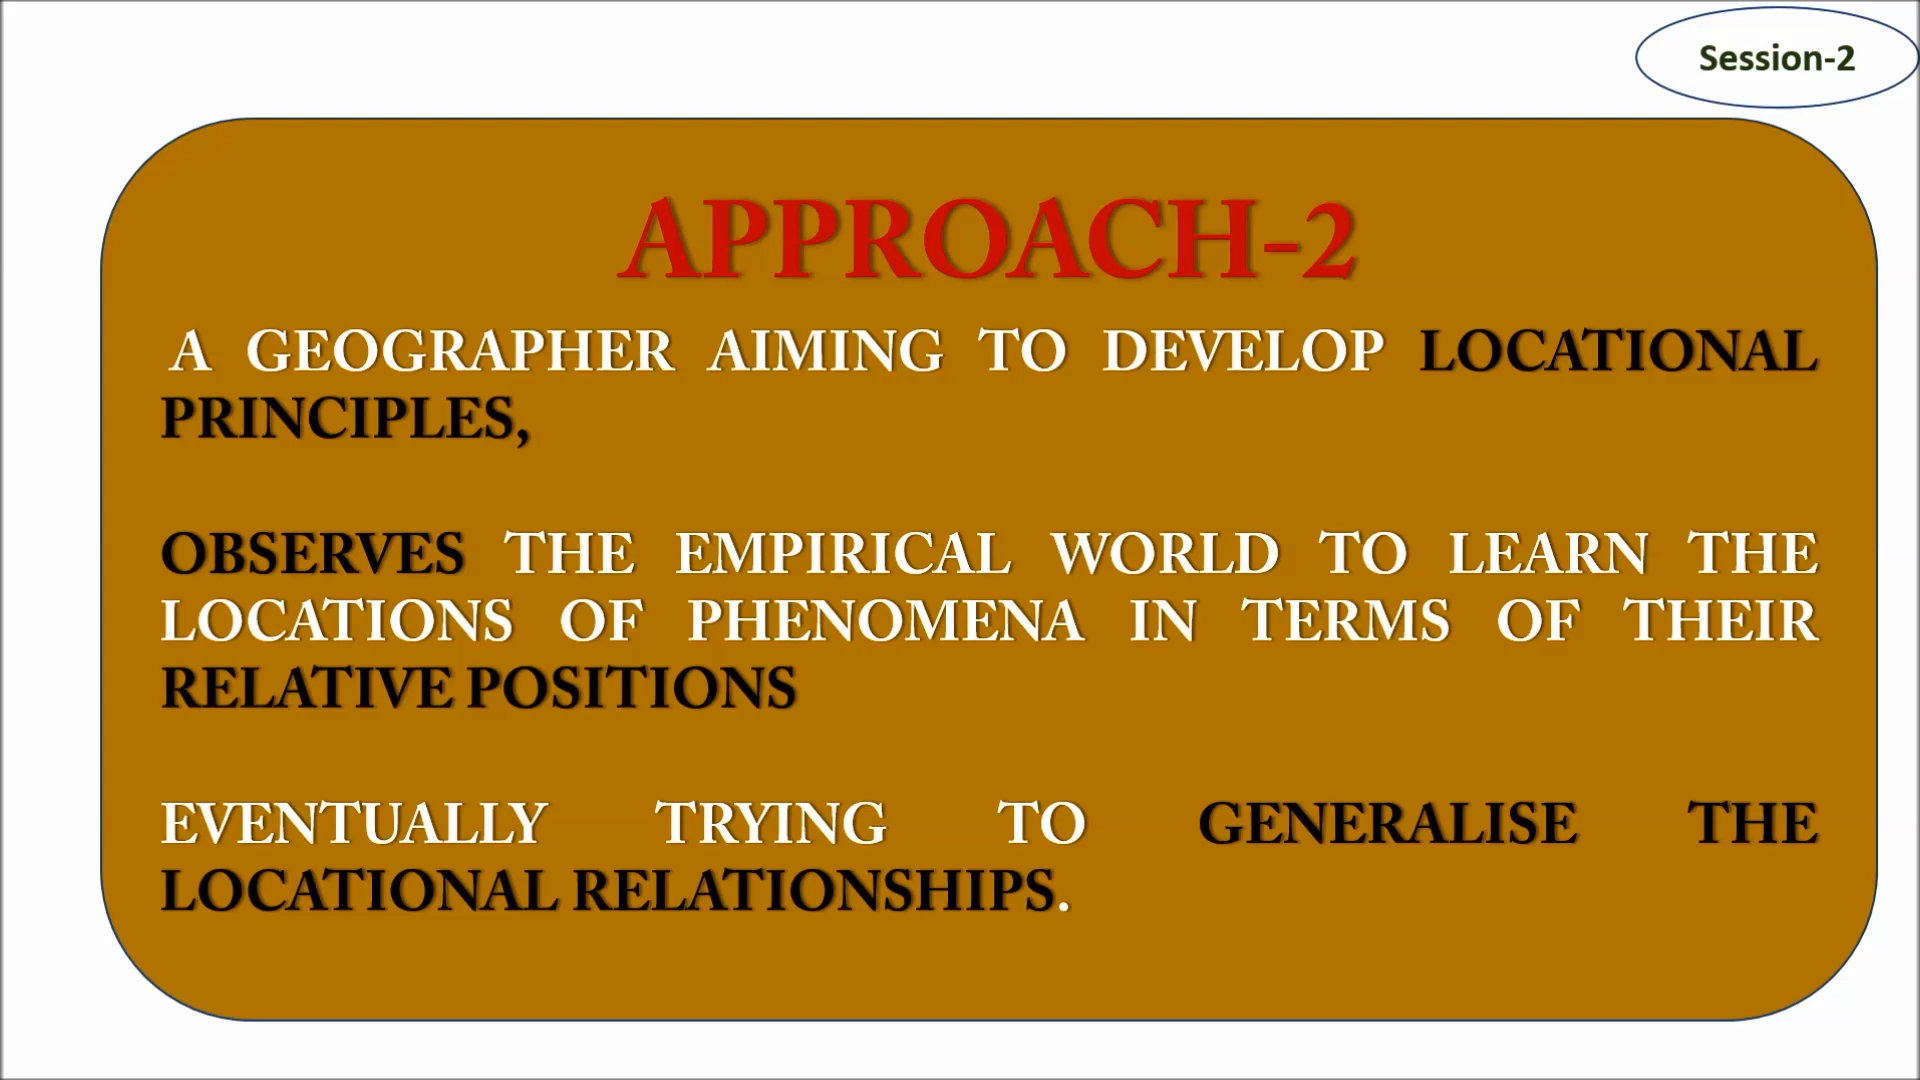 Session-2
APPROACH-2
A GEOGRAPHER AIMING TO DEVELOP LOCATIONAL
PRINCIPLES,
OBSERVES THE EMPIRICAL WORLD TO LEARN THE
LOCATIONS OF PHENOMENA IN TERMS OF THEIR
RELATIVE POSITIONS
EVENTUALLY TRYING TO GENERALISE THE
LOCATIONAL RELATIONSHIPS.